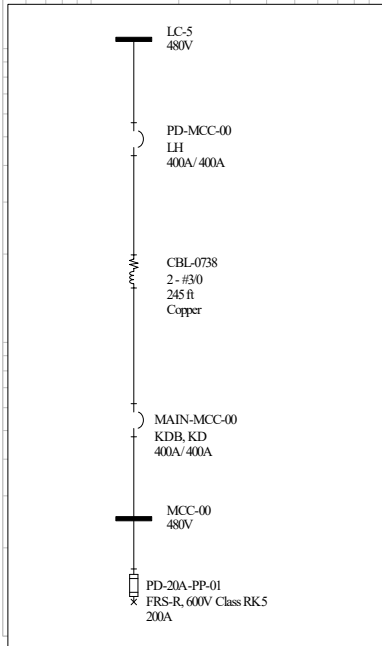 LC-5
480V
PD-MCC-00
LH
400A/400A
CBL-0738
2 - #3/0
245 ft
Copper
MAIN-MCC-00
KDB, KD
400A/400A
MCC-00
480V
PD-20A-PP-01
FRS-R, 600V Class RK5
200A